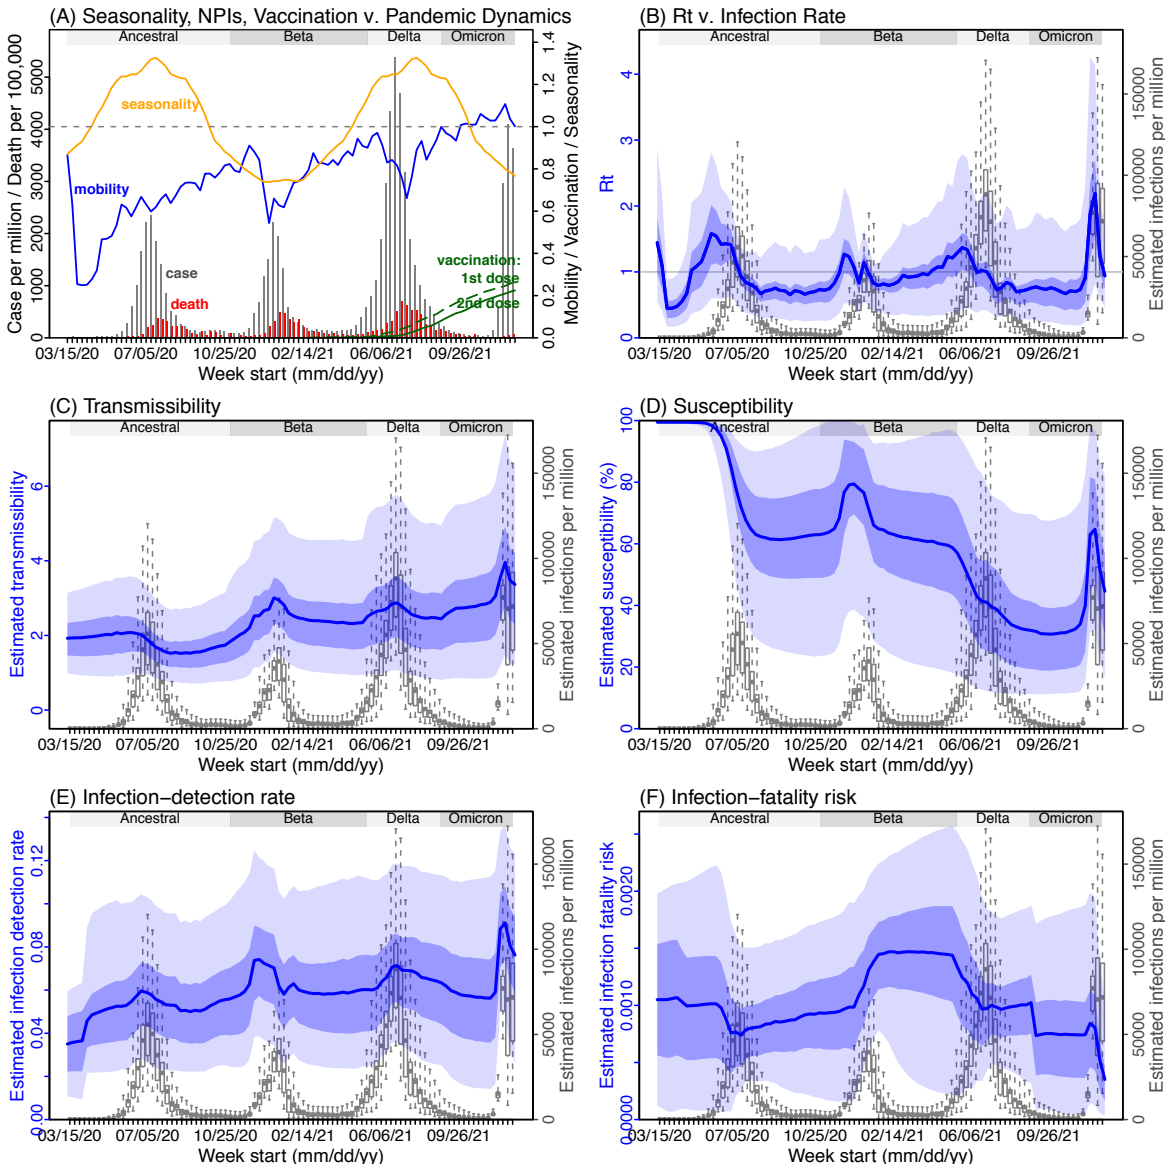 (A) Seasonality, NPIs, Vaccination v. Pandemic Dynamics
Ancestral Beta Delta Omicron
Case per million / Death per 100,000
0 1000 2000 3000 4000 5000
Mobility / Vaccination / Seasonality
0.0 0.2 0.4 0.6 0.8 1.0 1.2 1.4
seasonality
mobility
case
death
vaccination:
1st dose
2nd dose
03/15/20 07/05/20 10/25/20 02/14/21 06/06/21 09/26/21
Week start (mm/dd/yy)
(B) Rt v. Infection Rate
Ancestral Beta Delta Omicron
Rt
0 1 2 3 4
Estimated infections per million
0 50000 100000 150000
03/15/20 07/05/20 10/25/20 02/14/21 06/06/21 09/26/21
Week start (mm/dd/yy)
(C) Transmissibility
Ancestral Beta Delta Omicron
Estimated transmissibility
0 2 4 6
Estimated infections per million
0 50000 100000 150000
03/15/20 07/05/20 10/25/20 02/14/21 06/06/21 09/26/21
Week start (mm/dd/yy)
(D) Susceptibility
Ancestral Beta Delta Omicron
Estimated susceptibility (%)
0 20 40 60 80 100
Estimated infections per million
0 50000 100000 150000
03/15/20 07/05/20 10/25/20 02/14/21 06/06/21 09/26/21
Week start (mm/dd/yy)
(E) Infection−detection rate
Ancestral Beta Delta Omicron
Estimated infection detection rate
0.00 0.04 0.08 0.12
Estimated infections per million
0 50000 100000 150000
03/15/20 07/05/20 10/25/20 02/14/21 06/06/21 09/26/21
Week start (mm/dd/yy)
(F) Infection−fatality risk
Ancestral Beta Delta Omicron
Estimated infection fatality risk
0.0000 0.0010 0.0020
Estimated infections per million
0 50000 100000 150000
03/15/20 07/05/20 10/25/20 02/14/21 06/06/21 09/26/21
Week start (mm/dd/yy)